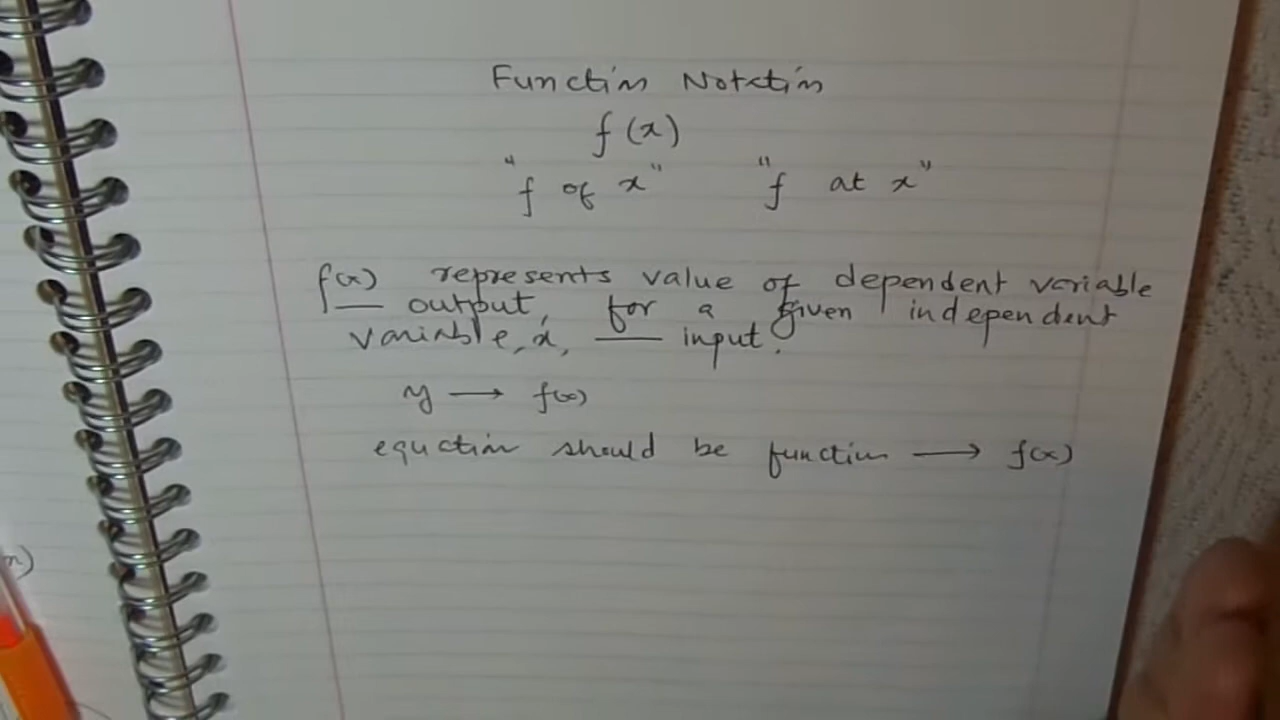 Function Notation
f(x)
"f of x" "f at x"
f(x) represents value of dependent variable
— output, for a given independent
variable, x, — input.
y → f(x)
equation should be function → f(x)